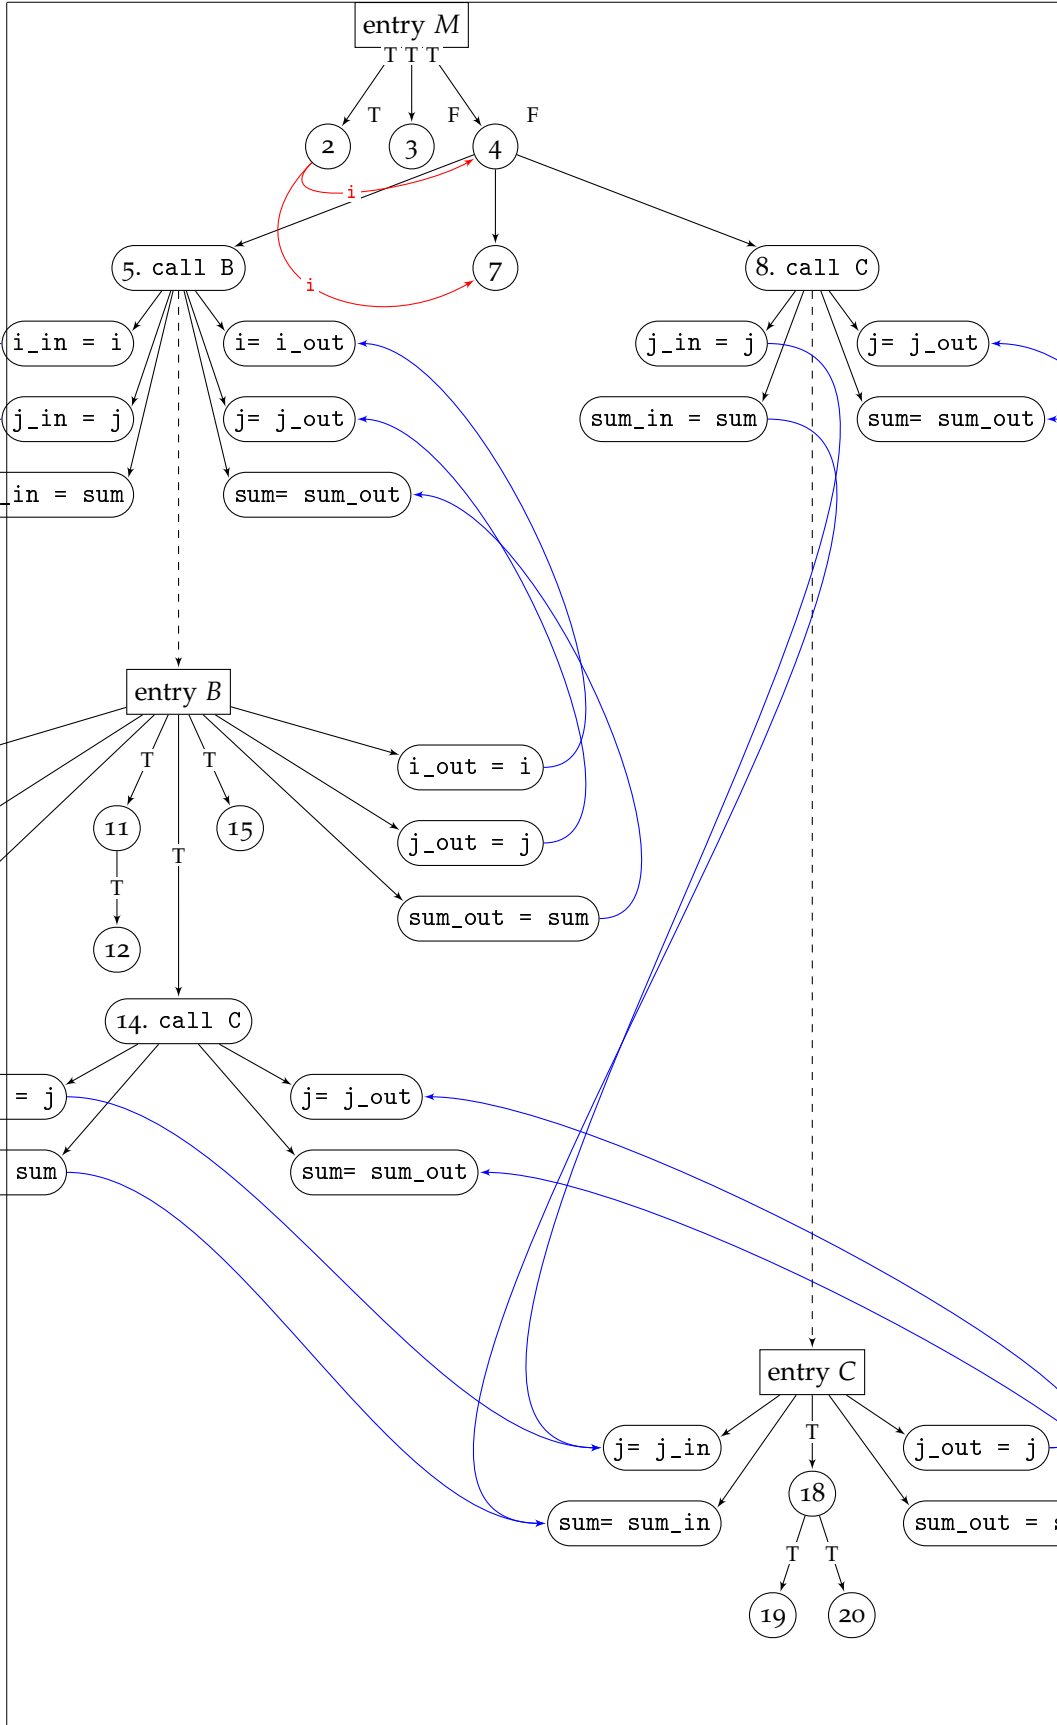 entry M
T T T
T F F
2 3 4
i
5. call B 7 8. call C
i
i_in = i i= i_out j_in = j j= j_out
j_in = j j= j_out sum_in = sum sum= sum_out
_in = sum sum= sum_out
entry B
T T
i_out = i
11 15
j_out = j
T
T
sum_out = sum
12
14. call C
= j j= j_out
sum sum= sum_out
entry C
T
j= j_in j_out = j
18
sum= sum_in sum_out =
T T
19 20